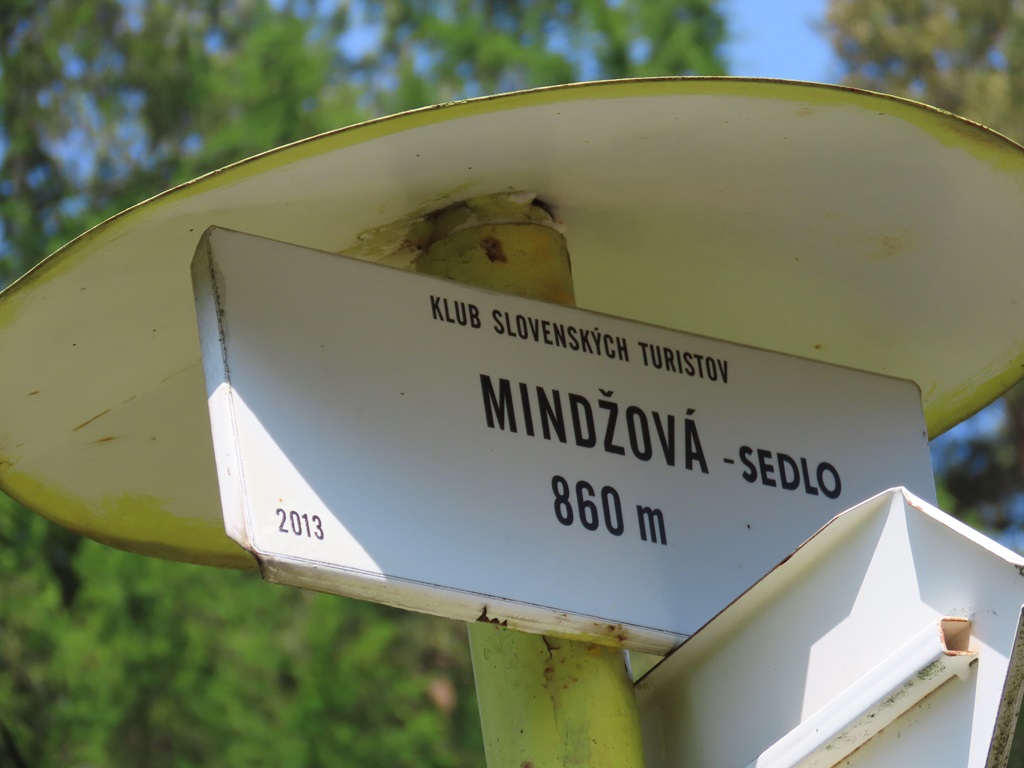 KLUB SLOVENSKÝCH TURISTOV
MINDŽOVÁ - SEDLO
860 m
2013